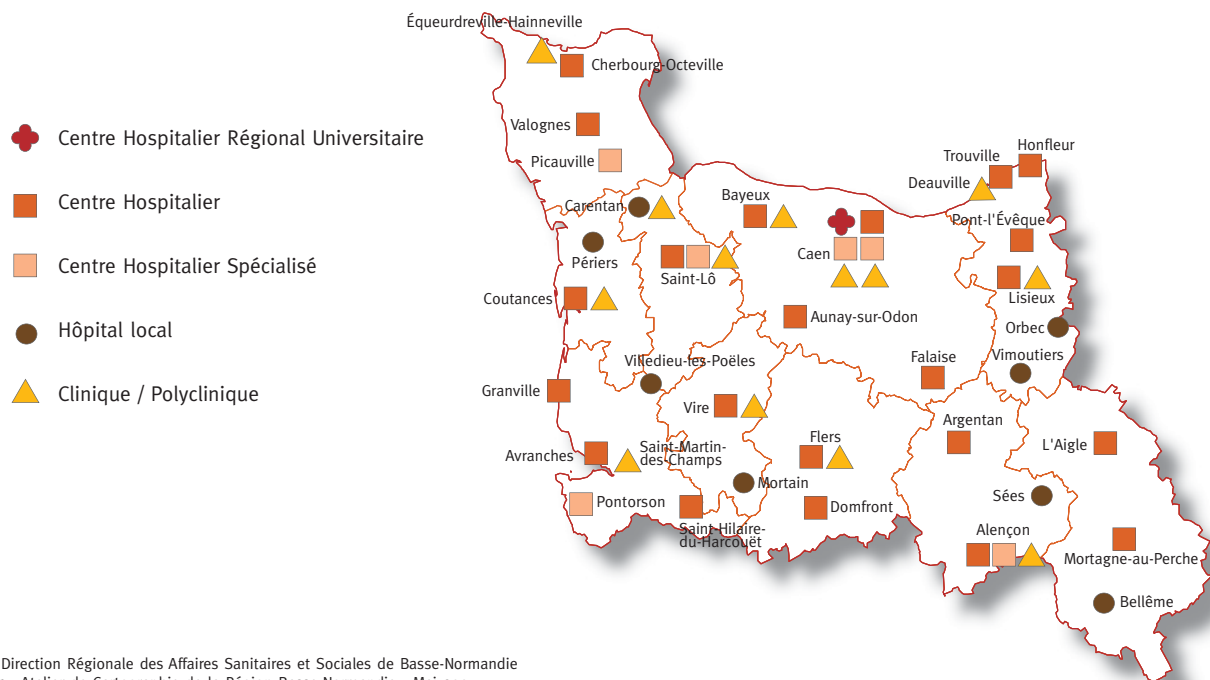 Équeurdreville-Hainneville
Cherbourg-Octeville
Centre Hospitalier Régional Universitaire
Centre Hospitalier
Centre Hospitalier Spécialisé
Hôpital local
Clinique / Polyclinique
Valognes
Picauville
Carentan
Périers
Coutances
Saint-Lô
Bayeux
Caen
Aunay-sur-Odon
Trouville
Honfleur
Deauville
Pont-l'Évêque
Lisieux
Orbec
Vimoutiers
Falaise
Villedieu-les-Poëles
Granville
Vire
Avranches
Saint-Martin-
des-Champs
Flers
Argentan
L'Aigle
Mortain
Pontorson
Saint-Hilaire-
du-Harcouët
Domfront
Sées
Alençon
Mortagne-au-Perche
Bellême
Direction Régionale des Affaires Sanitaires et Sociales de Basse-Normandie